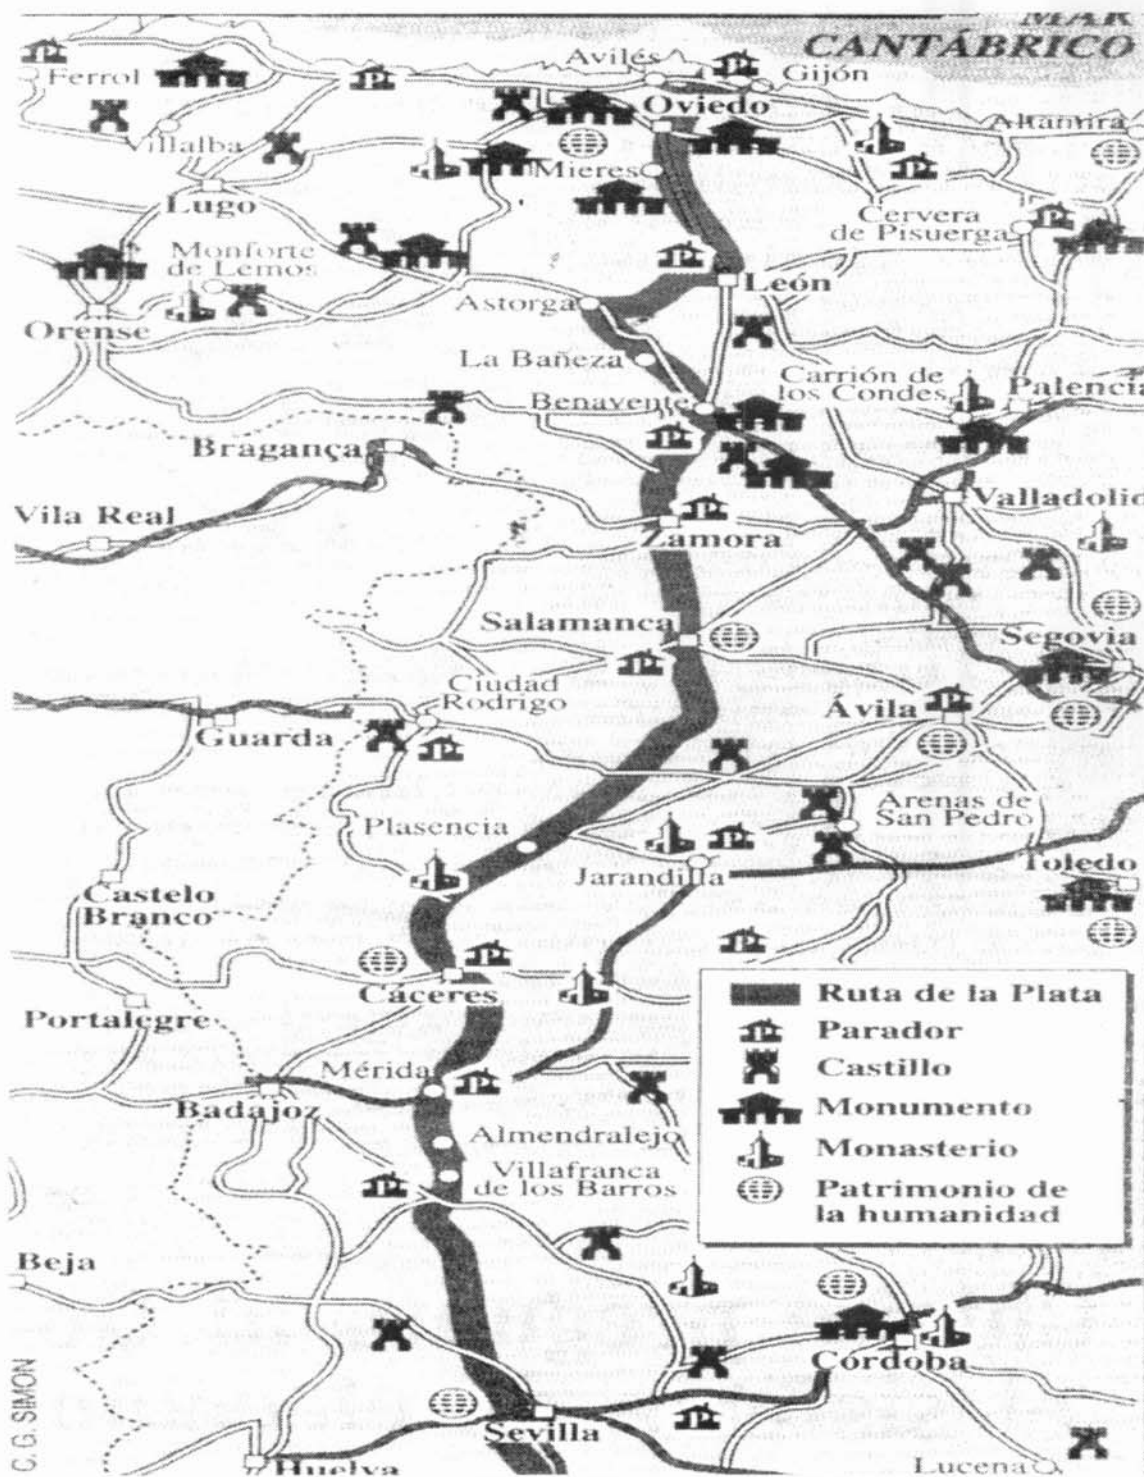 MAR
CANTÁBRICO
Avilés
Gijón
Ferrol
Oviedo
Altamira
Villalba
Mieres
Lugo
Cervera
de Pisuerga
Monforte
de Lemos
León
Astorga
Orense
La Bañeza
Carrión de
los Condes
Palencia
Benavente
Bragança
Valladolid
Vila Real
Zamora
Salamanca
Segovia
Ciudad
Rodrigo
Ávila
Guarda
Arenas de
San Pedro
Plasencia
Toledo
Jarandilla
Castelo
Branco
Cáceres
Portalegre
Mérida
Badajoz
Almendralejo
Villafranca
de los Barros
Ruta de la Plata
Parador
Castillo
Monumento
Monasterio
Patrimonio de
la humanidad
Beja
Córdoba
Sevilla
Huelva
Lucena
C. G. SIMON